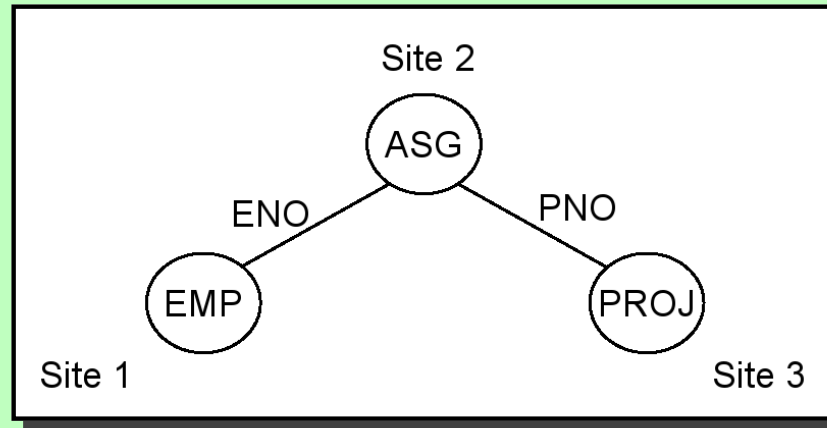 Site 2
ASG
ENO
PNO
EMP
PROJ
Site 1
Site 3